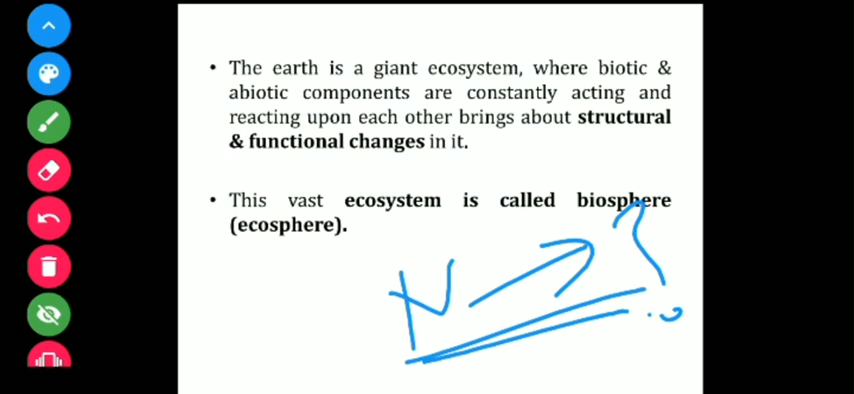 • The earth is a giant ecosystem, where biotic &
abiotic components are constantly acting and
reacting upon each other brings about structural
& functional changes in it.
• This vast ecosystem is called biosphere
(ecosphere).